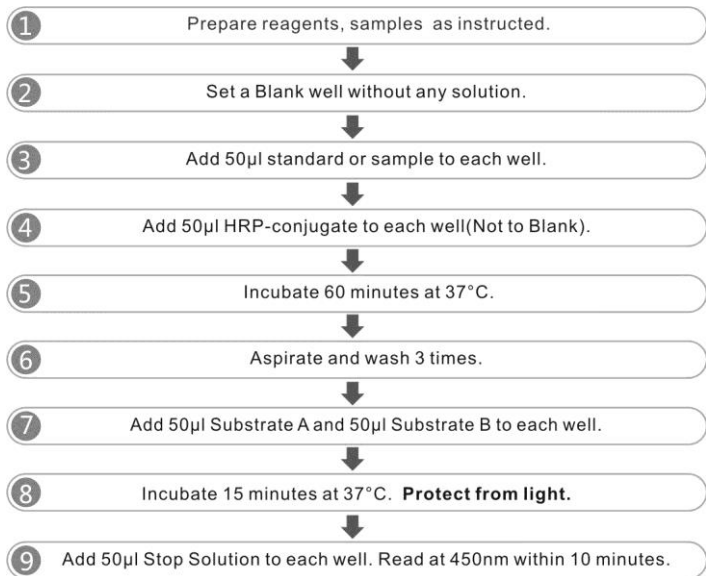 1 Prepare reagents, samples as instructed.
2 Set a Blank well without any solution.
3 Add 50μl standard or sample to each well.
4 Add 50μl HRP-conjugate to each well(Not to Blank).
5 Incubate 60 minutes at 37°C.
6 Aspirate and wash 3 times.
7 Add 50μl Substrate A and 50μl Substrate B to each well.
8 Incubate 15 minutes at 37°C. Protect from light.
9 Add 50μl Stop Solution to each well. Read at 450nm within 10 minutes.